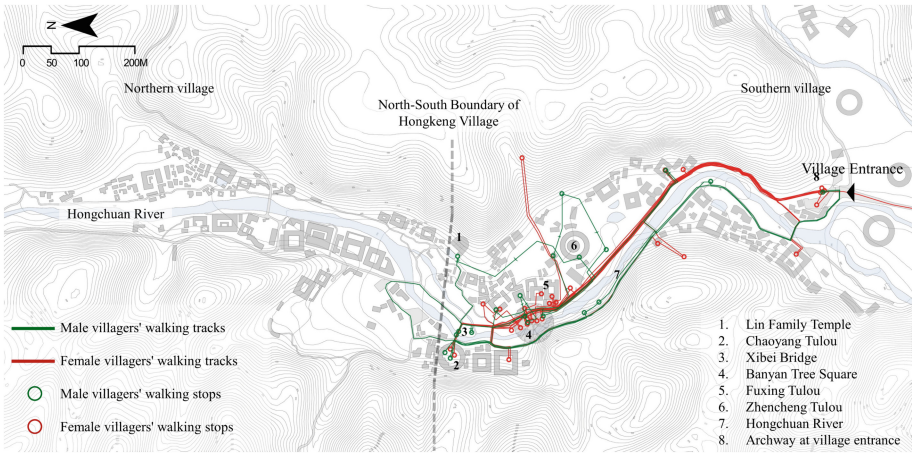 N
0 50 100 200M
Northern village
North-South Boundary of
Hongkeng Village
Southern village
Village Entrance
Hongchuan River
1
2
3
4
5
6
7
8
Male villagers' walking tracks
Female villagers' walking tracks
Male villagers' walking stops
Female villagers' walking stops
1. Lin Family Temple
2. Chaoyang Tulou
3. Xibei Bridge
4. Banyan Tree Square
5. Fuxing Tulou
6. Zhencheng Tulou
7. Hongchuan River
8. Archway at village entrance